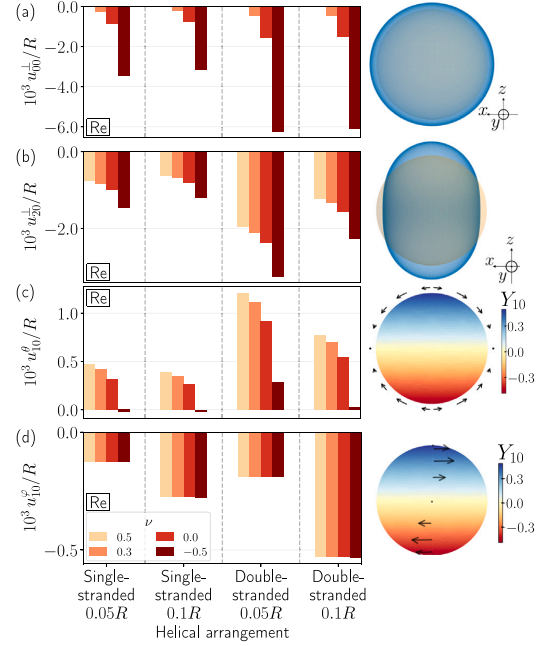 (a)
10³ u⊥₀₀/R
0.0
−2.0
−4.0
−6.0
Re
z
x
y
(b)
10³ u⊥₂₀/R
0.0
−2.0
Re
z
x
y
(c)
10³ uθ₁₀/R
1.0
0.5
0.0
Re
Y₁₀
0.3
0.0
−0.3
(d)
10³ uφ₁₀/R
0.0
−0.5
Re
ν
0.5
0.0
0.3
−0.5
Y₁₀
0.3
0.0
−0.3
Single-
stranded
0.05R
Single-
stranded
0.1R
Double-
stranded
0.05R
Double-
stranded
0.1R
Helical arrangement